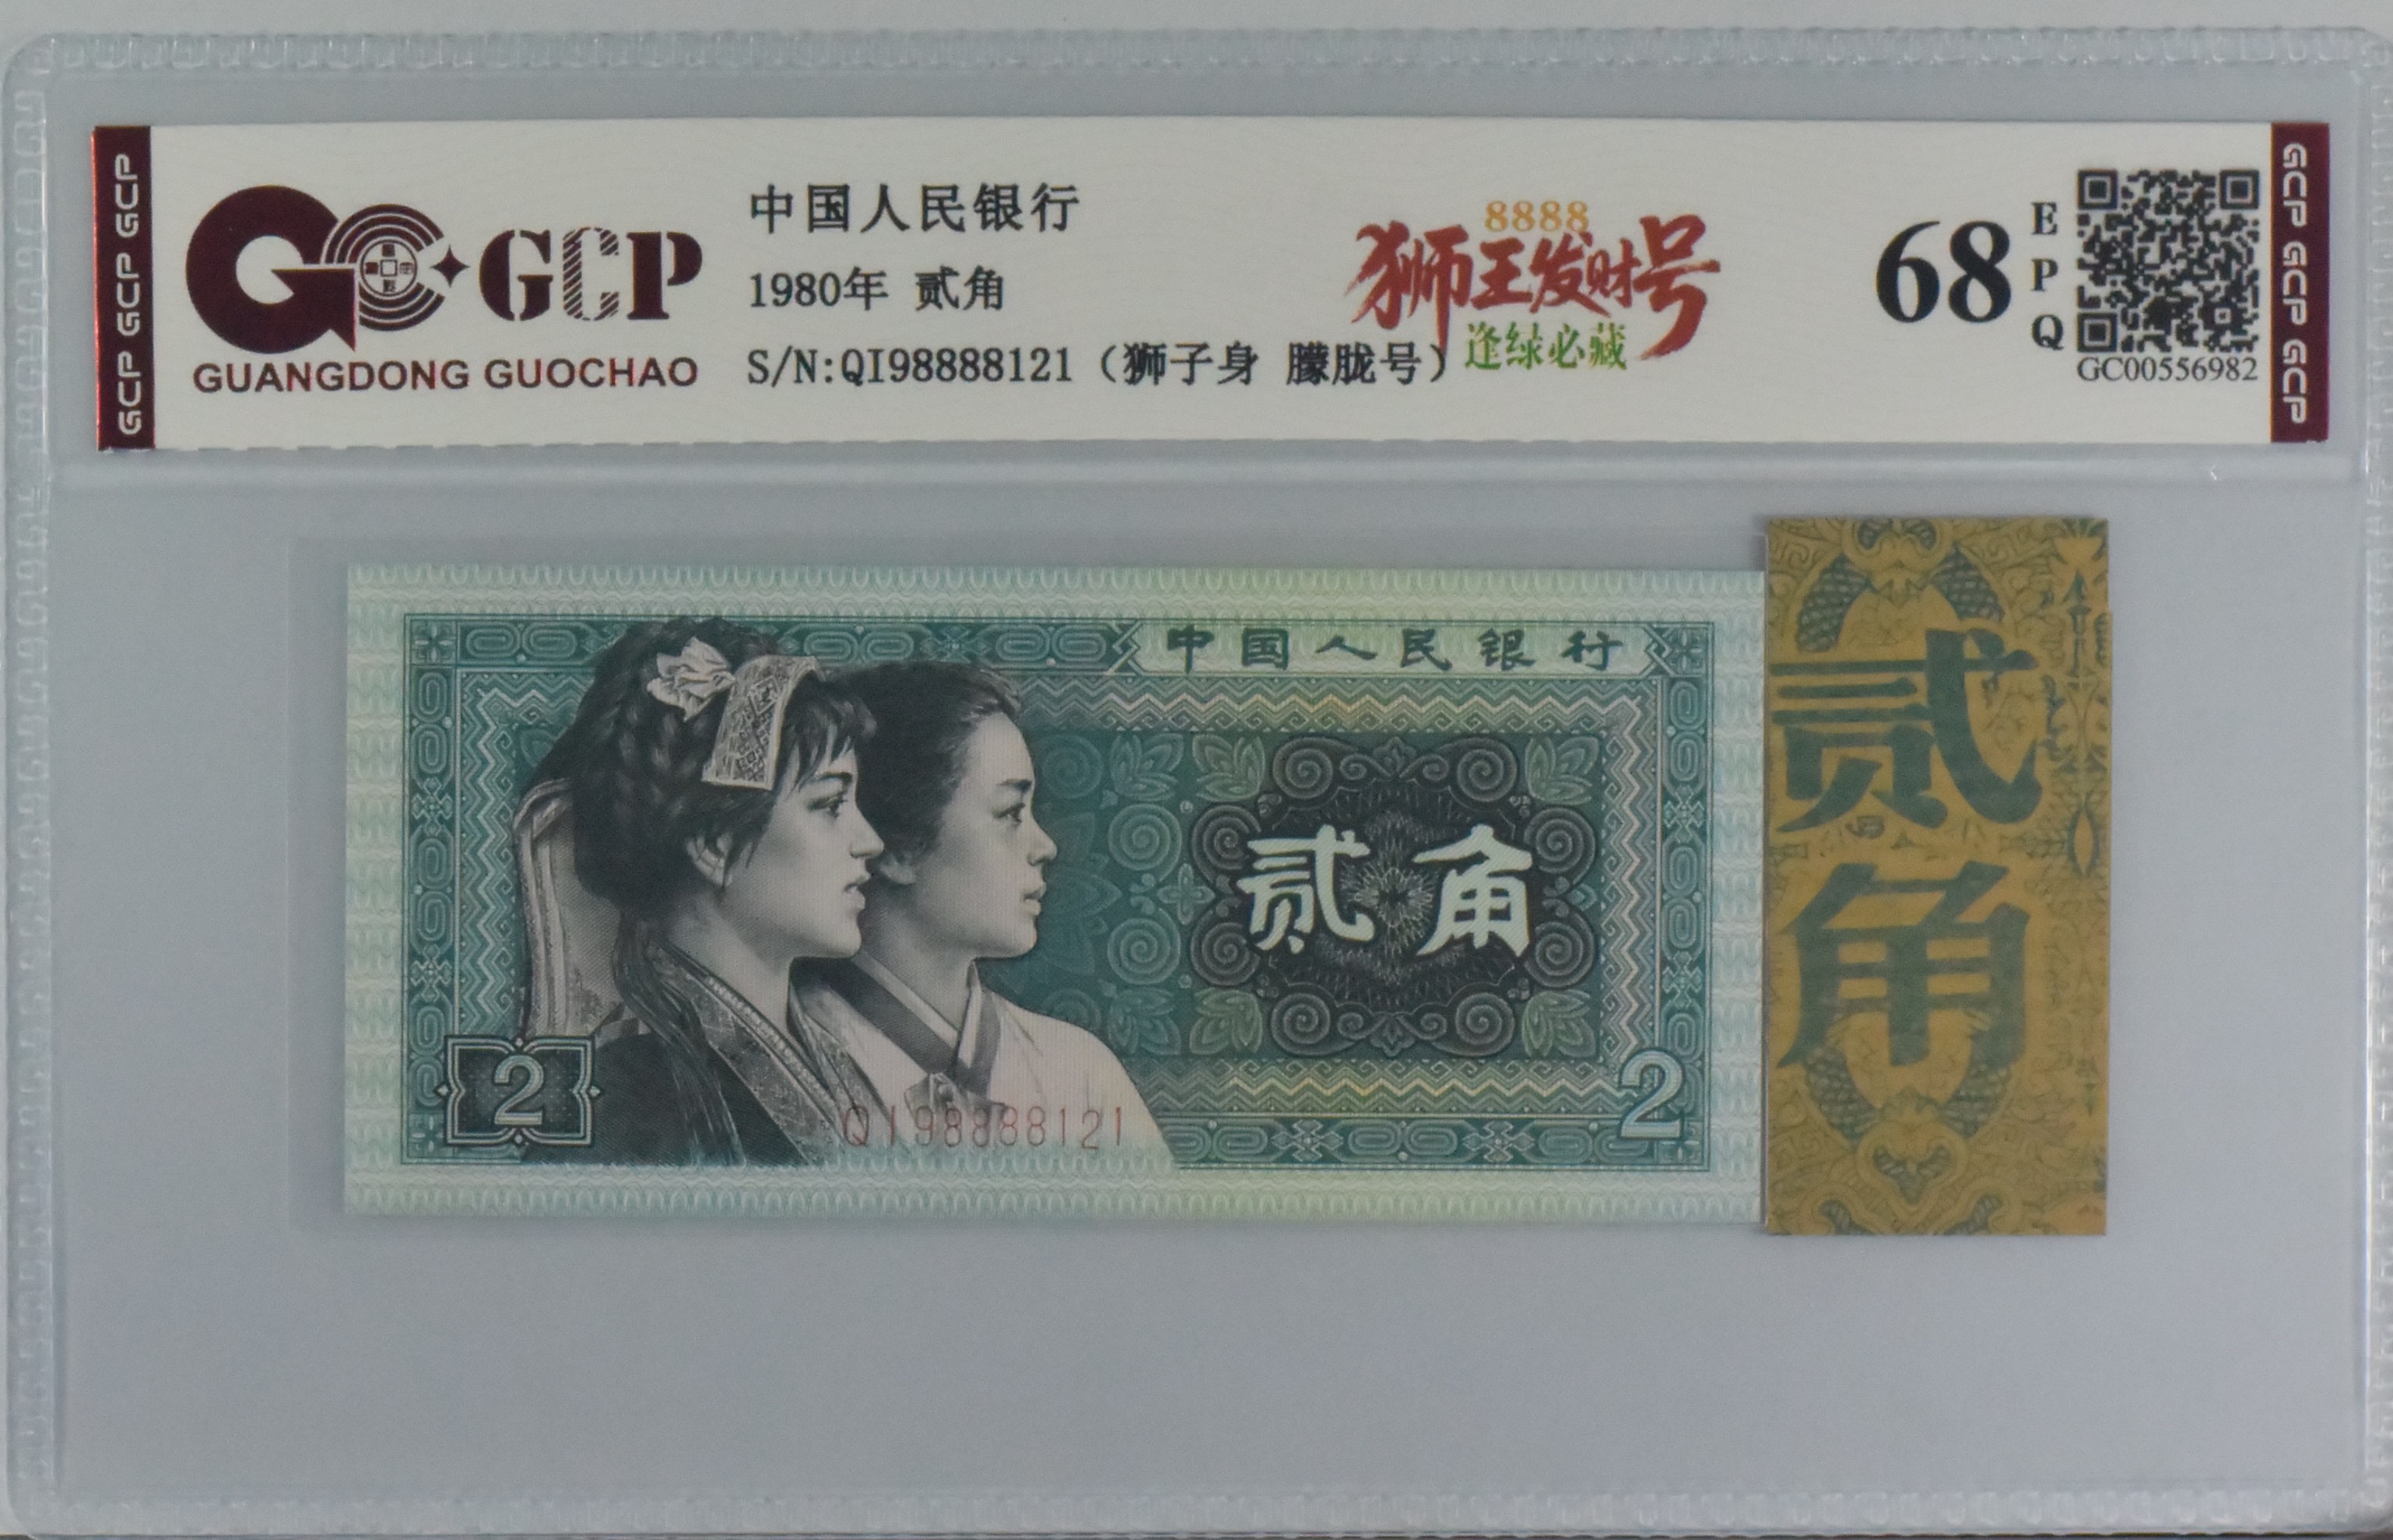 GCP GCP GCP
GCP
GUANGDONG GUOCHAO
中国人民银行
1980年 贰角
S/N:QI98888121（狮子身 朦胧号）
8888
狮王发财号
逢绿必藏
68
EPQ
GC00556982
GCP GCP GCP
中国人民银行
贰角
2
QI98888121
2
贰角